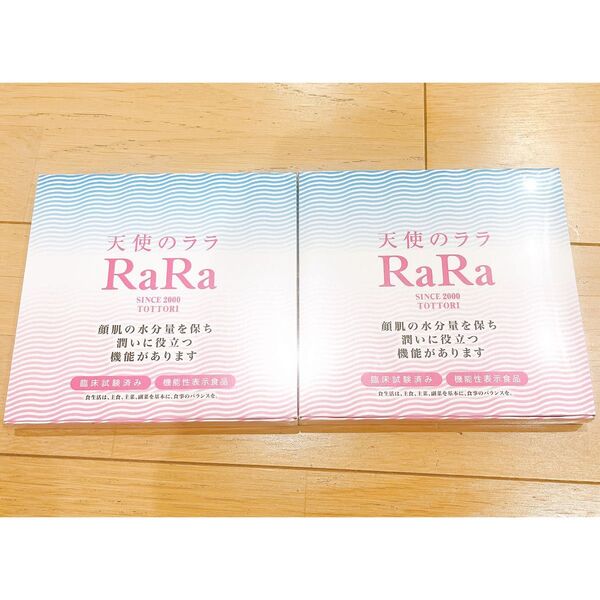 天使のララ
RaRa
SINCE 2000
TOTTORI
顔肌の水分量を保ち
潤いに役立つ
機能があります
臨床試験済み 機能性表示食品
食生活は、主食、主菜、副菜を基本に、食事のバランスを。
天使のララ
RaRa
SINCE 2000
TOTTORI
顔肌の水分量を保ち
潤いに役立つ
機能があります
臨床試験済み 機能性表示食品
食生活は、主食、主菜、副菜を基本に、食事のバランスを。